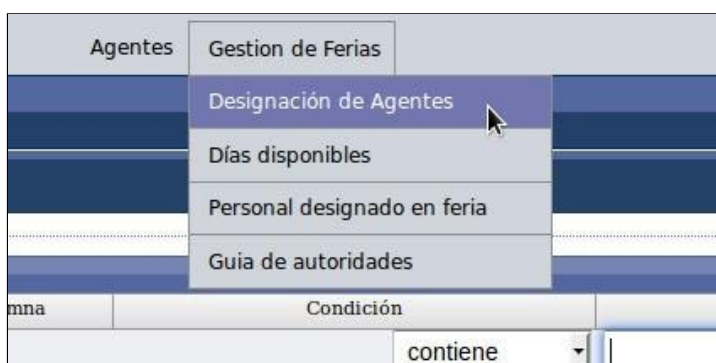 Agentes Gestion de Ferias
Designación de Agentes
Días disponibles
Personal designado en feria
Guia de autoridades
mna Condición
contiene